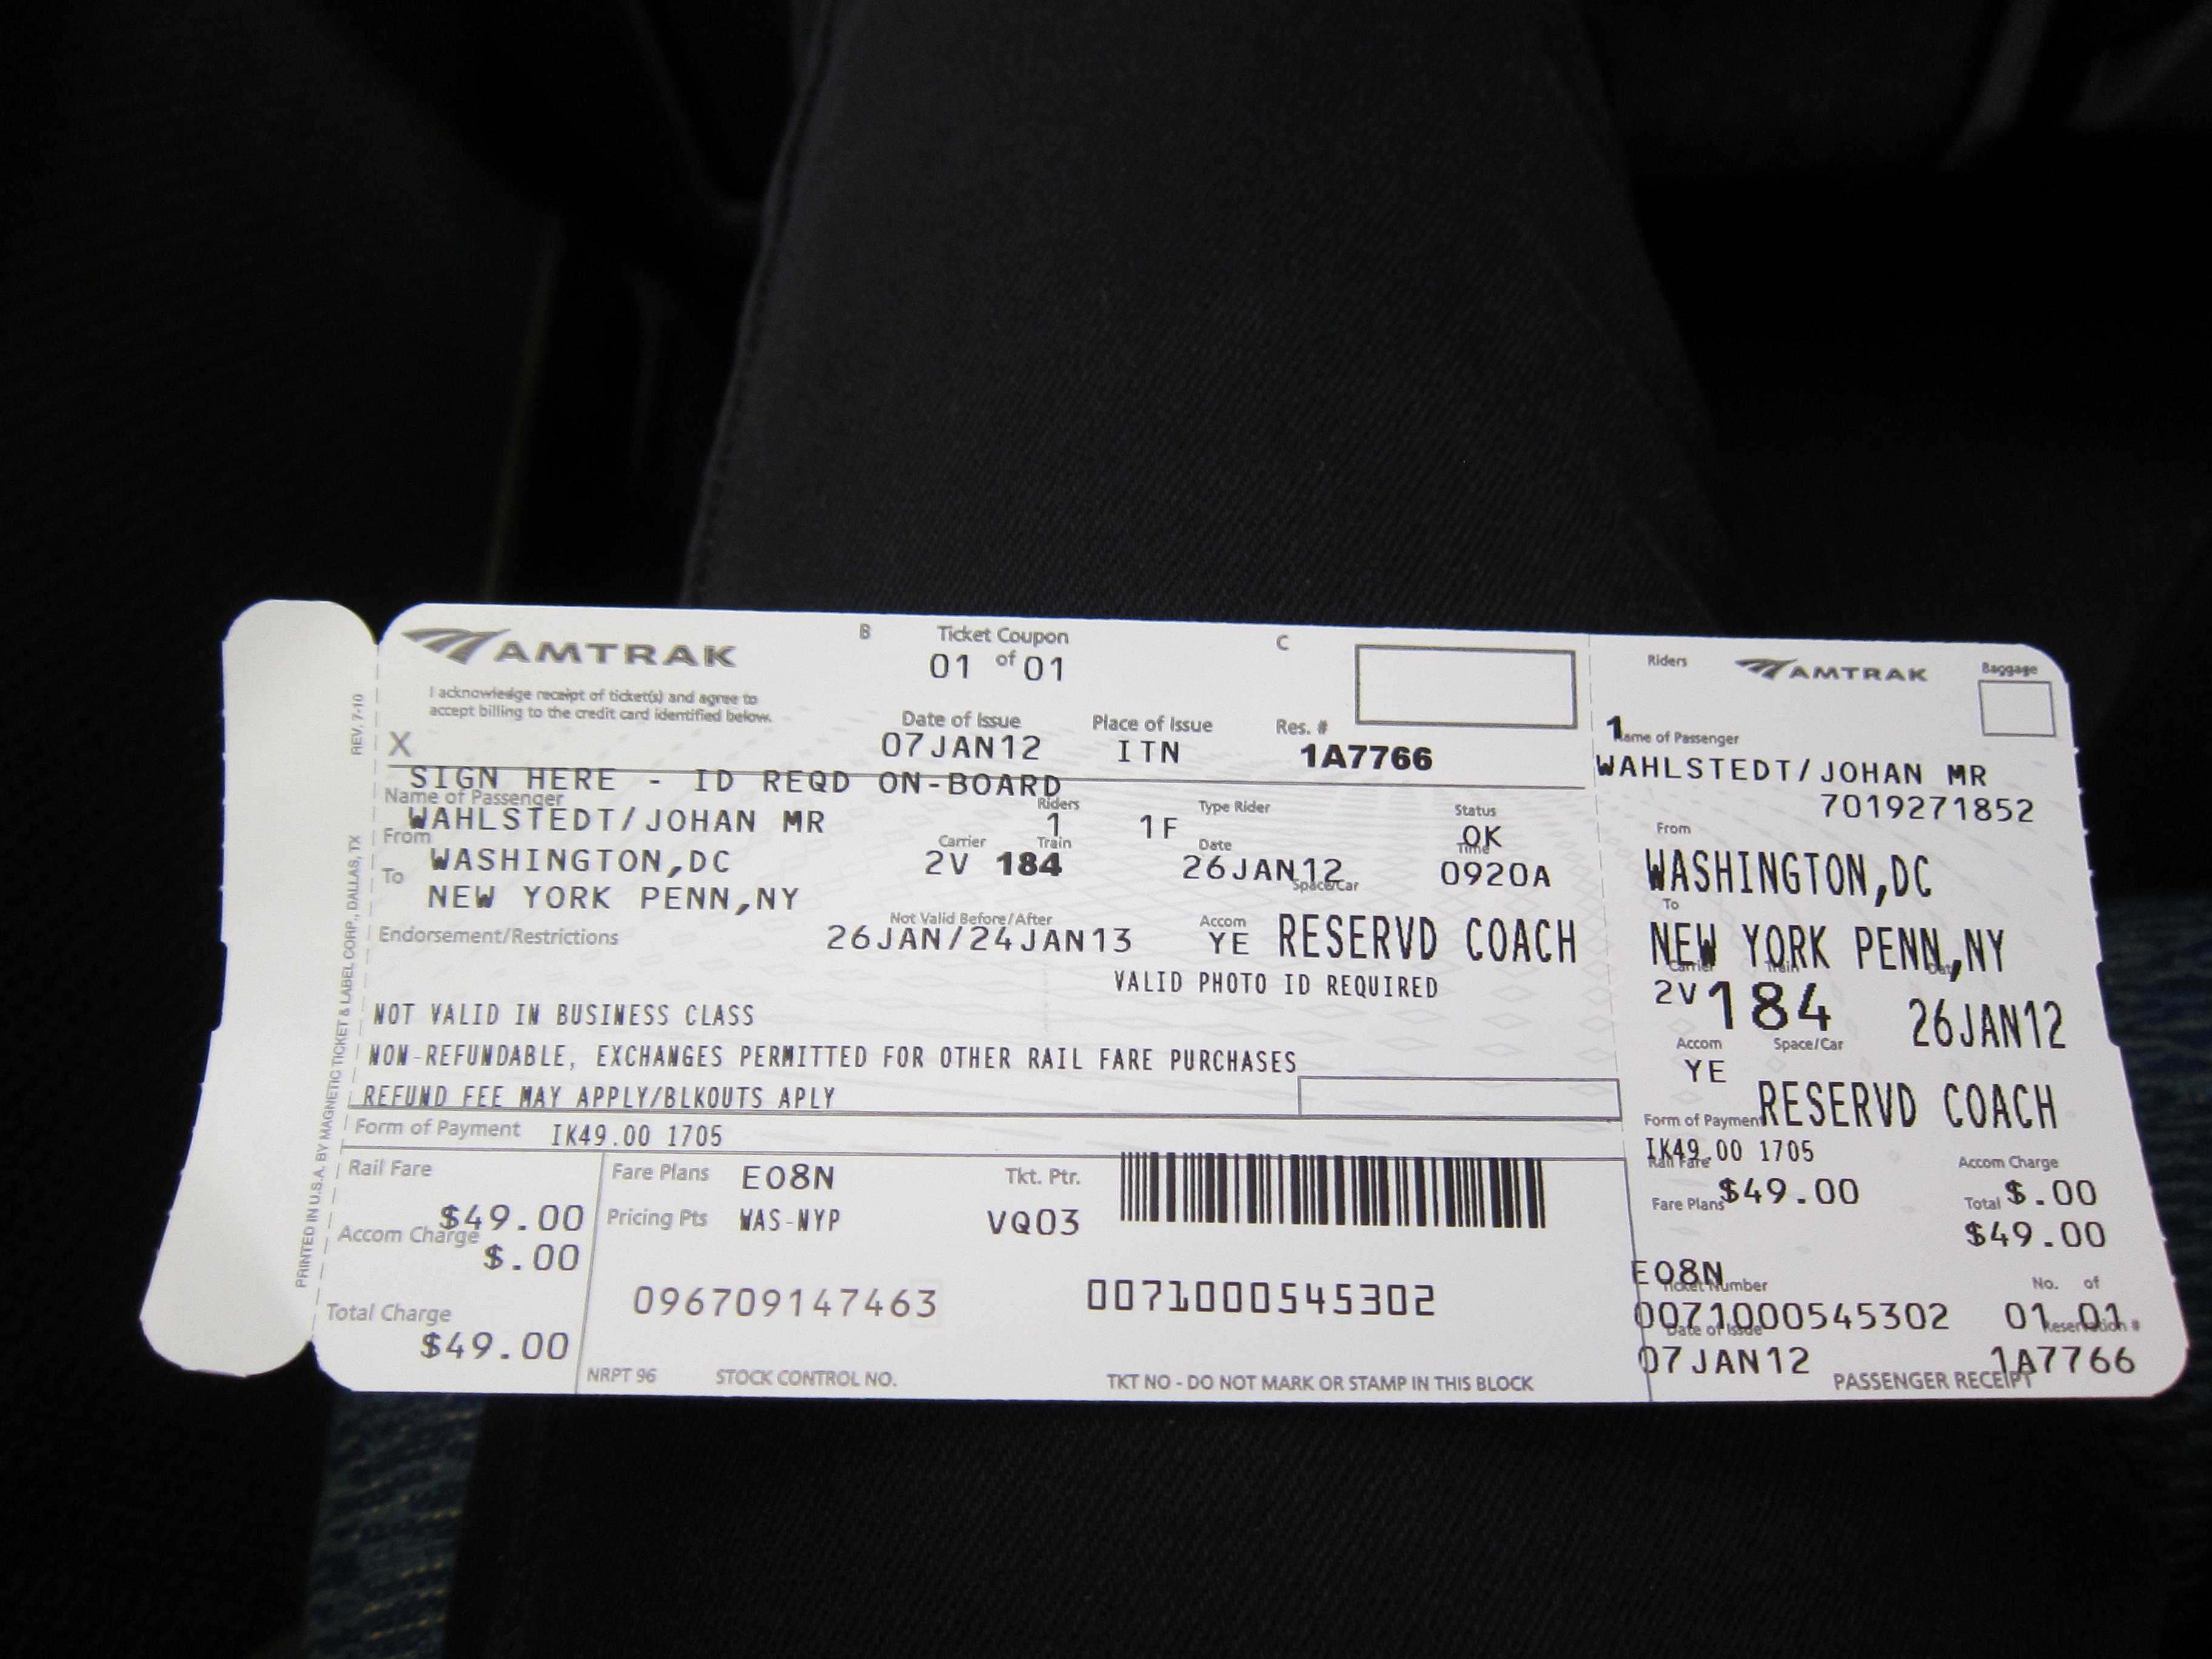 AMTRAK
B Ticket Coupon C
01 of 01
I acknowledge receipt of ticket(s) and agree to
accept billing to the credit card identified below.
Date of Issue Place of Issue Res. #
X 07JAN12 ITN 1A7766
SIGN HERE - ID REQD ON-BOARD
Name of Passenger Riders Type Rider Status
WAHLSTEDT/JOHAN MR 1 1F OK
From Carrier Train Date Time
WASHINGTON,DC 2V 184 26JAN12 0920A
To Space/Car
NEW YORK PENN,NY
Not Valid Before/After Accom
Endorsement/Restrictions 26JAN/24JAN13 YE RESERVD COACH
VALID PHOTO ID REQUIRED
NOT VALID IN BUSINESS CLASS
NON-REFUNDABLE, EXCHANGES PERMITTED FOR OTHER RAIL FARE PURCHASES
REFUND FEE MAY APPLY/BLKOUTS APLY
Form of Payment IK49.00 1705
Rail Fare Fare Plans E08N Tkt. Ptr.
$49.00 Pricing Pts WAS-NYP VQ03
Accom Charge
$.00
096709147463 0071000545302
Total Charge
$49.00
NRPT 96 STOCK CONTROL NO. TKT NO - DO NOT MARK OR STAMP IN THIS BLOCK
REV. 7-10
PRINTED IN U.S.A. BY MAGNETIC TICKET & LABEL CORP., DALLAS, TX
Riders AMTRAK Baggage
1
Name of Passenger
WAHLSTEDT/JOHAN MR
7019271852
From
WASHINGTON,DC
To
NEW YORK PENN,NY
Carrier Train Date
2V 184 26JAN12
Accom Space/Car
YE RESERVD COACH
Form of Payment
IK49.00 1705
Rail Fare Accom Charge
$49.00 $.00
Fare Plans Total
$49.00
E08N
Ticket Number No. of
0071000545302 01 01
Date of Issue Reservation #
07JAN12 1A7766
PASSENGER RECEIPT